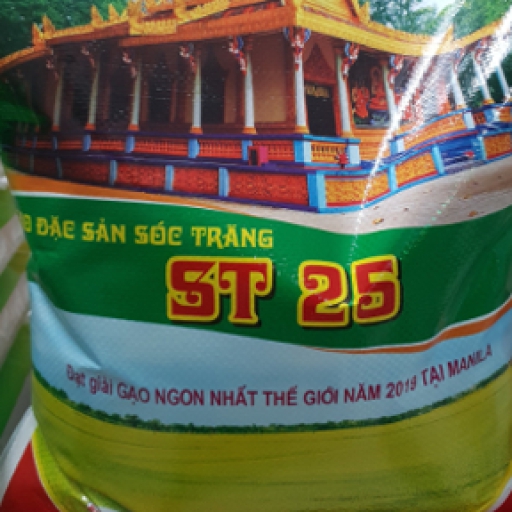 ĐẶC SẢN SÓC TRĂNG
ST 25
Đạt giải GẠO NGON NHẤT THẾ GIỚI NĂM 2019 TẠI MANILA